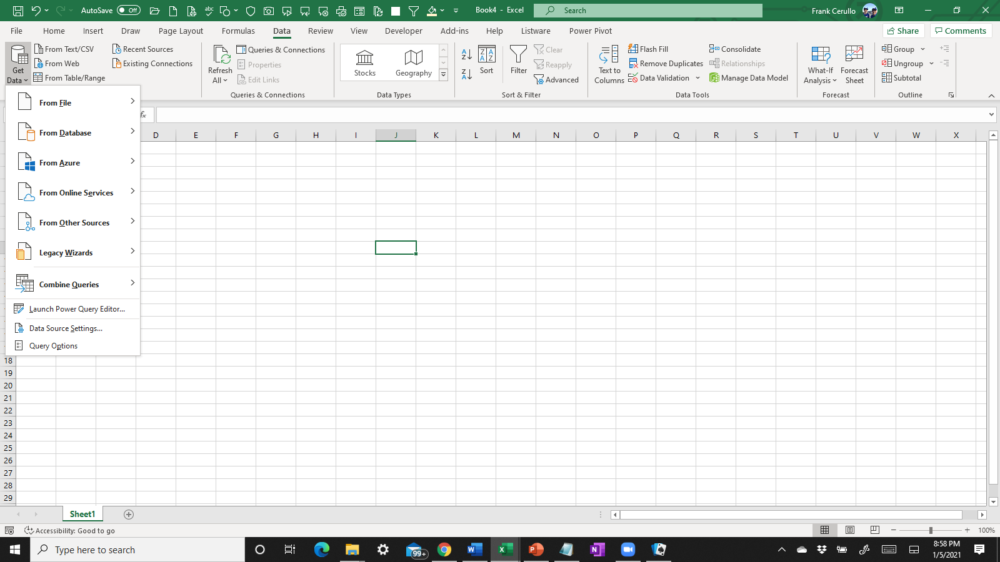 AutoSave Off abc Book4 - Excel Search Frank Cerullo
File Home Insert Draw Page Layout Formulas Data Review View Developer Add-ins Help Listware Power Pivot Share Comments
Get Data
From Text/CSV
From Web
From Table/Range
Recent Sources
Existing Connections
Refresh All
Queries & Connections
Properties
Edit Links
Queries & Connections
Stocks
Geography
Data Types
Sort
Filter
Clear
Reapply
Advanced
Sort & Filter
Text to Columns
Flash Fill
Remove Duplicates
Data Validation
Consolidate
Relationships
Manage Data Model
Data Tools
What-If Analysis
Forecast Sheet
Forecast
Group
Ungroup
Subtotal
Outline
From File
From Database
From Azure
From Online Services
From Other Sources
Legacy Wizards
Combine Queries
Launch Power Query Editor...
Data Source Settings...
Query Options
fx
D E F G H I J K L M N O P Q R S T U V W X
18
19
20
21
22
23
24
25
26
27
28
29
Sheet1
Accessibility: Good to go
100%
Type here to search
99+
8:58 PM
1/5/2021